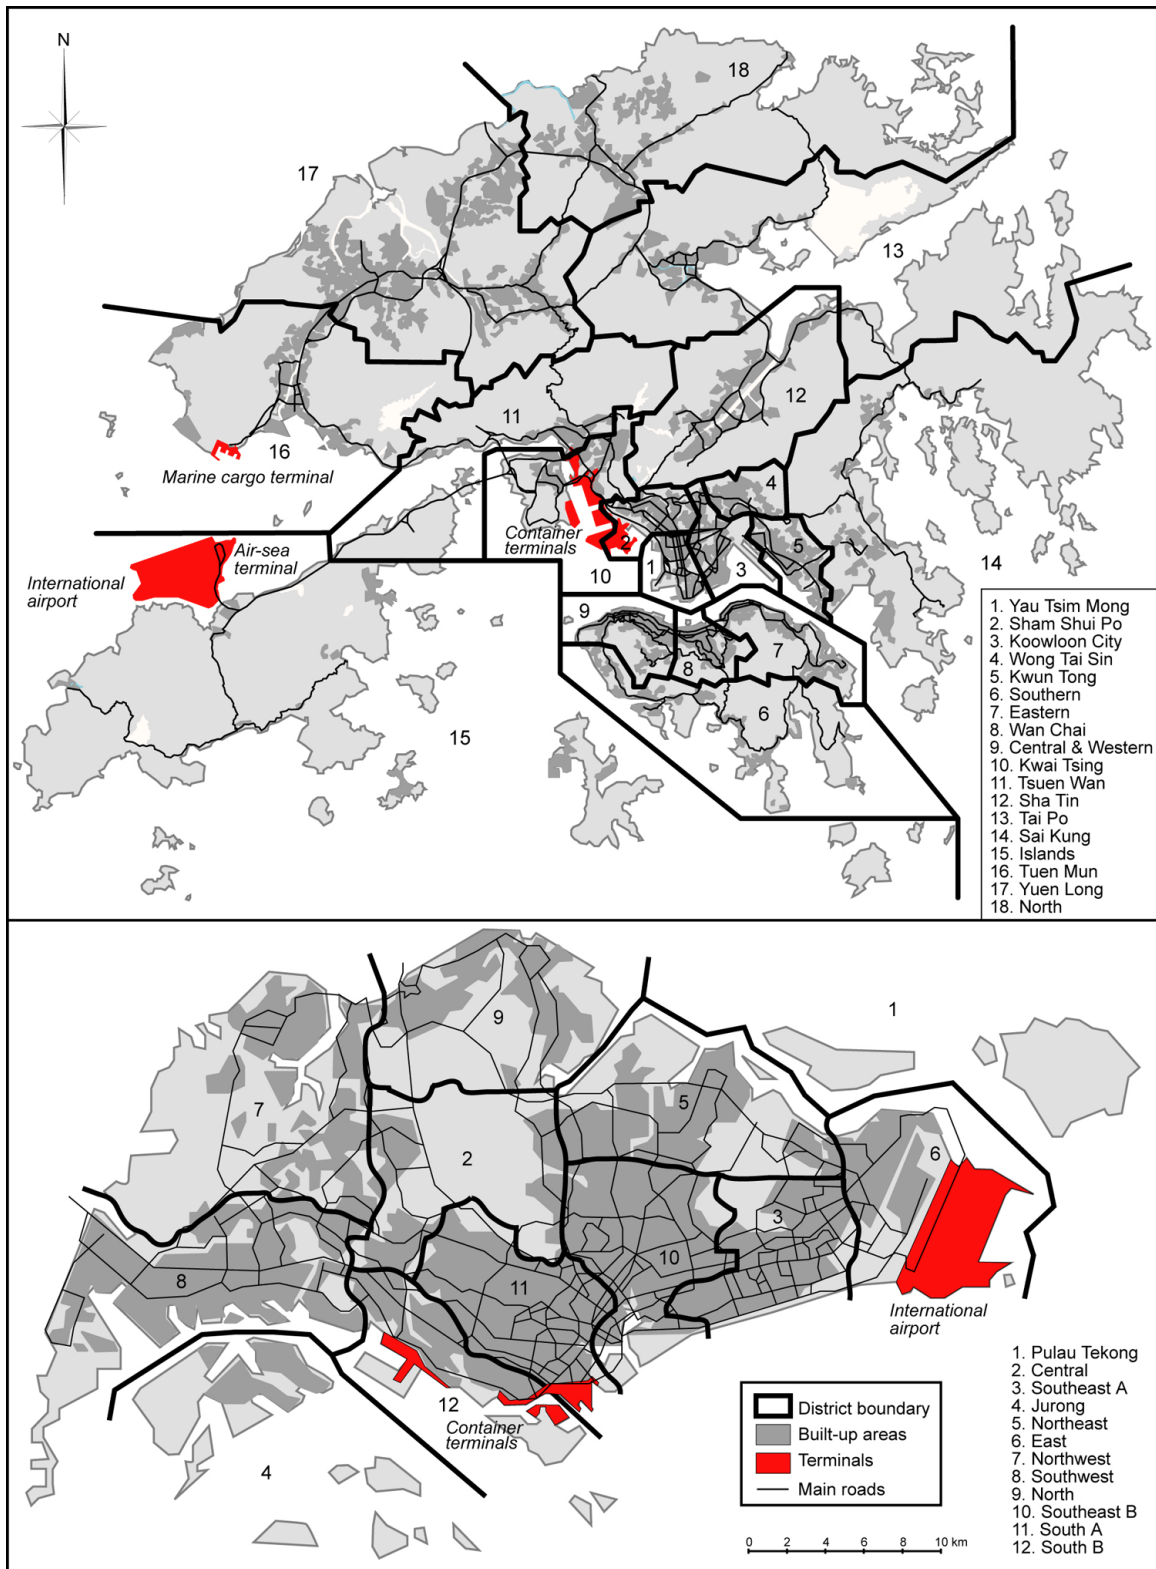 N
18
17
13
12
11
16
Marine cargo terminal
4
Container
terminals
2
5
Air-sea
terminal
International
airport
10
1
3
14
9
7
8
6
15
1. Yau Tsim Mong
2. Sham Shui Po
3. Koowloon City
4. Wong Tai Sin
5. Kwun Tong
6. Southern
7. Eastern
8. Wan Chai
9. Central & Western
10. Kwai Tsing
11. Tsuen Wan
12. Sha Tin
13. Tai Po
14. Sai Kung
15. Islands
16. Tuen Mun
17. Yuen Long
18. North
1
9
5
7
2
6
3
10
8
11
International
airport
12
Container
terminals
4
1. Pulau Tekong
2. Central
3. Southeast A
4. Jurong
5. Northeast
6. East
7. Northwest
8. Southwest
9. North
10. Southeast B
11. South A
12. South B
District boundary
Built-up areas
Terminals
Main roads
0 2 4 6 8 10 km